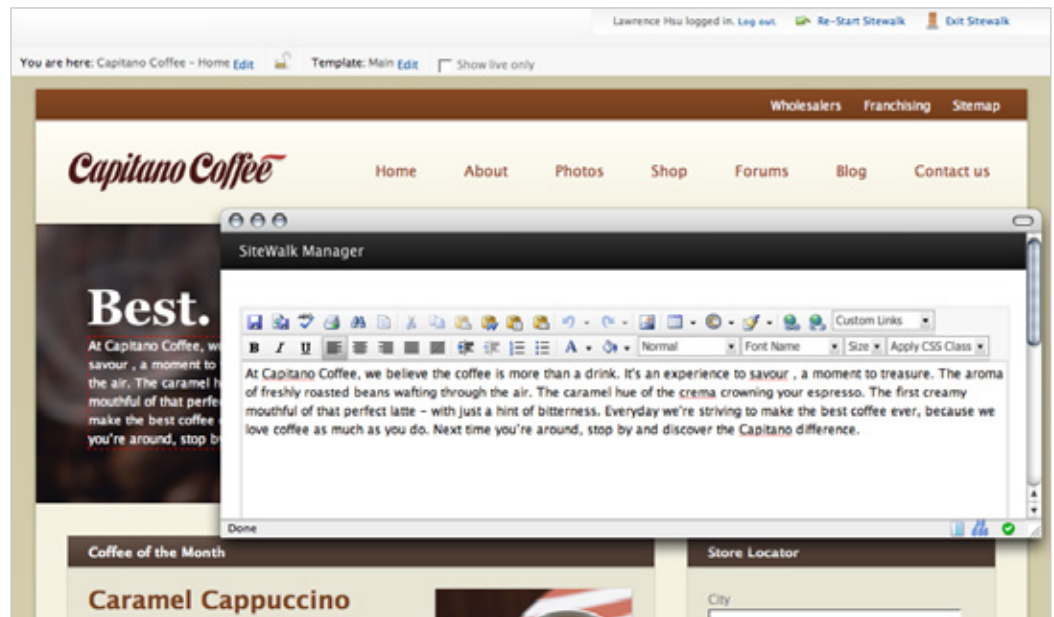 Lawrence Hsu logged in. Log out. Re-Start Sitewalk Exit Sitewalk
You are here: Capitano Coffee - Home Edit Template: Main Edit Show live only
Wholesalers Franchising Sitemap
Capitano Coffee
Home About Photos Shop Forums Blog Contact us
SiteWalk Manager
Best.
At Capitano Coffee, we
savour , a moment to
the air. The caramel h
mouthful of that perfe
make the best coffee
you're around, stop b
Custom Links
B I U A Normal Font Name Size Apply CSS Class
At Capitano Coffee, we believe the coffee is more than a drink. It's an experience to savour , a moment to treasure. The aroma
of freshly roasted beans wafting through the air. The caramel hue of the crema crowning your espresso. The first creamy
mouthful of that perfect latte – with just a hint of bitterness. Everyday we're striving to make the best coffee ever, because we
love coffee as much as you do. Next time you're around, stop by and discover the Capitano difference.
Done
Coffee of the Month
Store Locator
Caramel Cappuccino
City